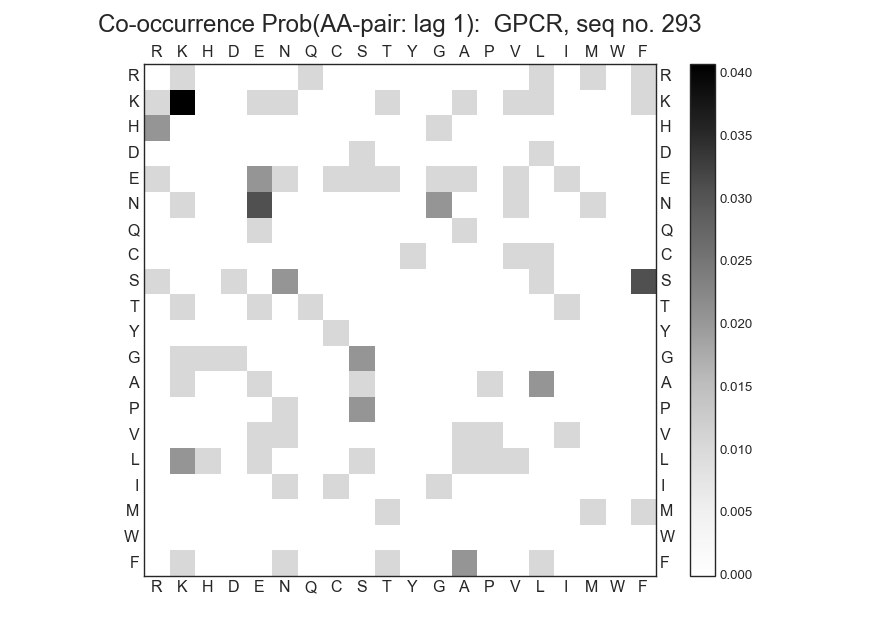 Co-occurrence Prob(AA-pair: lag 1):  GPCR, seq no. 293
R K H D E N Q C S T Y G A P V L I M W F
R R 0.040
K K
H H 0.035
D D
E E 0.030
N N
Q Q 0.025
C C
S S
T T 0.020
Y Y
G G
A A 0.015
P P
V V 0.010
L L
I I
M M 0.005
W W
F F 0.000
R K H D E N Q C S T Y G A P V L I M W F